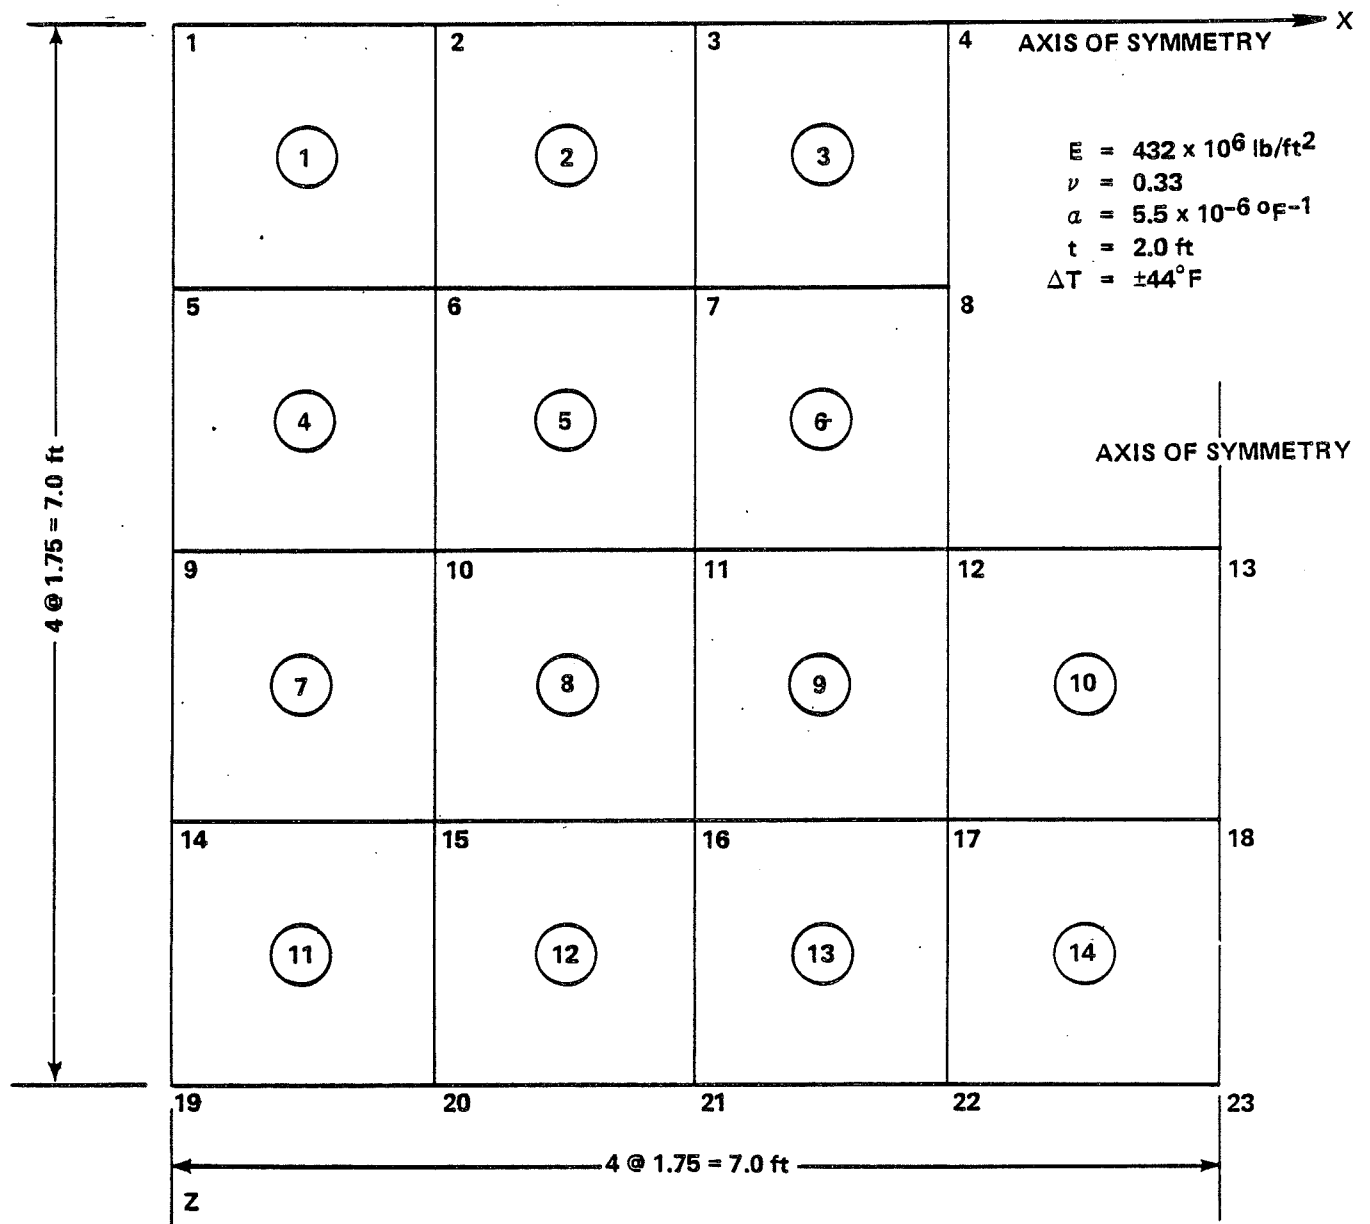 X
1 2 3 4 AXIS OF SYMMETRY
1 2 3
E = 432 x 10⁶ lb/ft²
ν = 0.33
α = 5.5 x 10⁻⁶ °F⁻¹
t = 2.0 ft
ΔT = ±44°F
5 6 7 8
4 5 6
AXIS OF SYMMETRY
4 @ 1.75 = 7.0 ft
9 10 11 12 13
7 8 9 10
14 15 16 17 18
11 12 13 14
19 20 21 22 23
4 @ 1.75 = 7.0 ft
Z